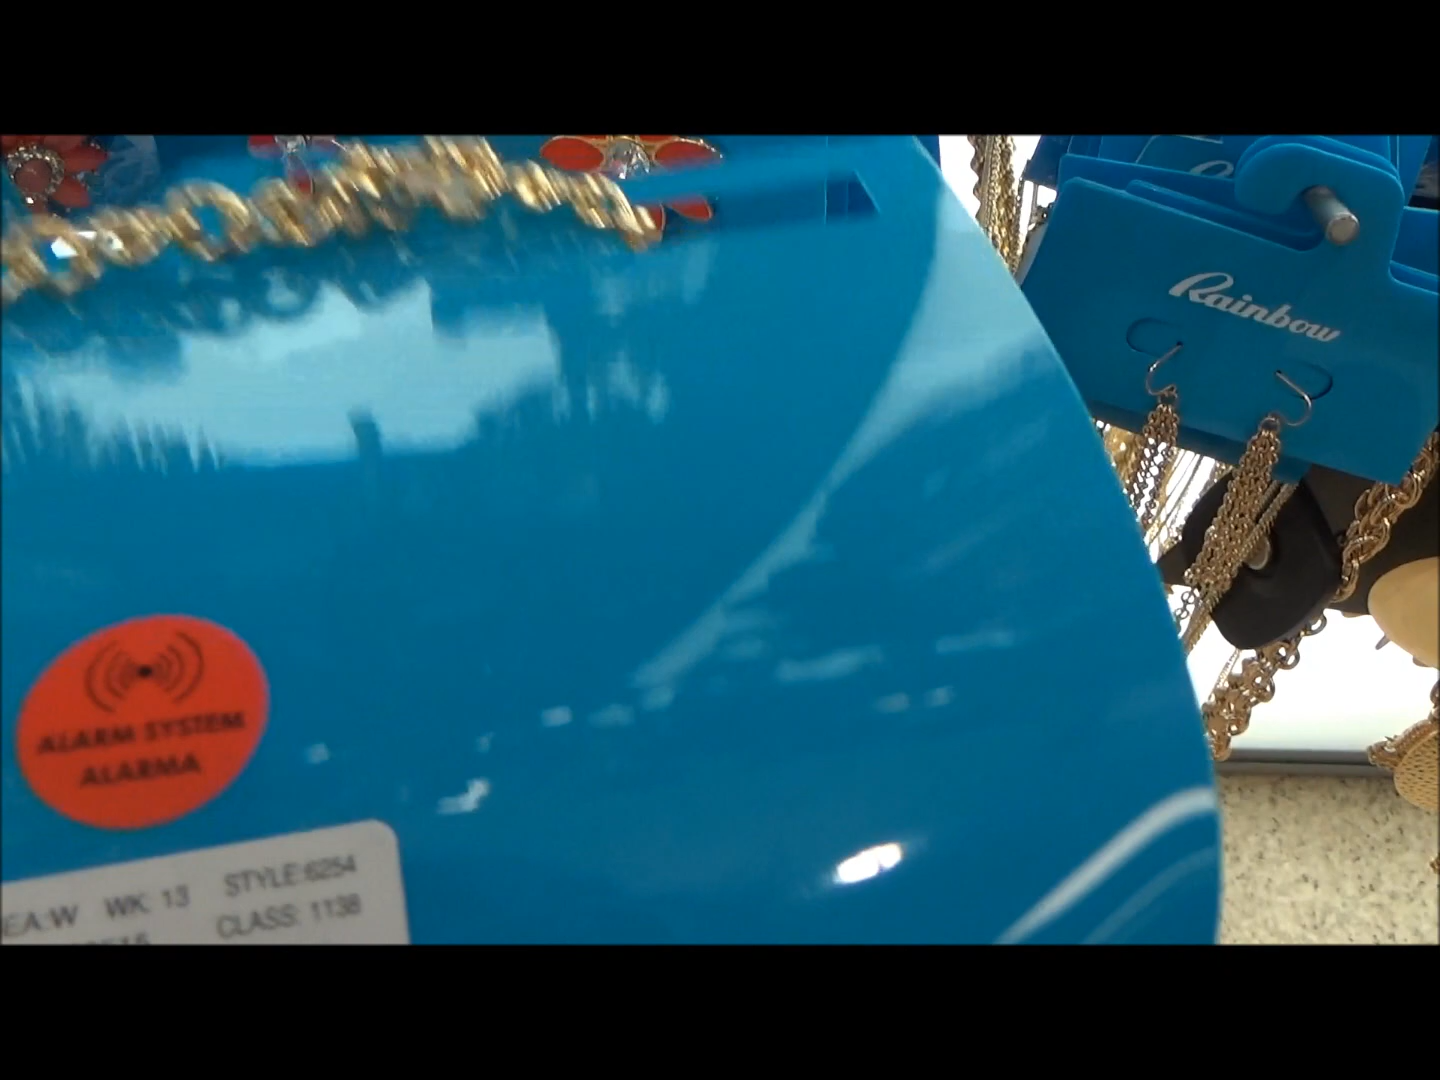 Rainbow
ALARM SYSTEM
ALARMA
WK: 13 STYLE:6254
CLASS: 1138